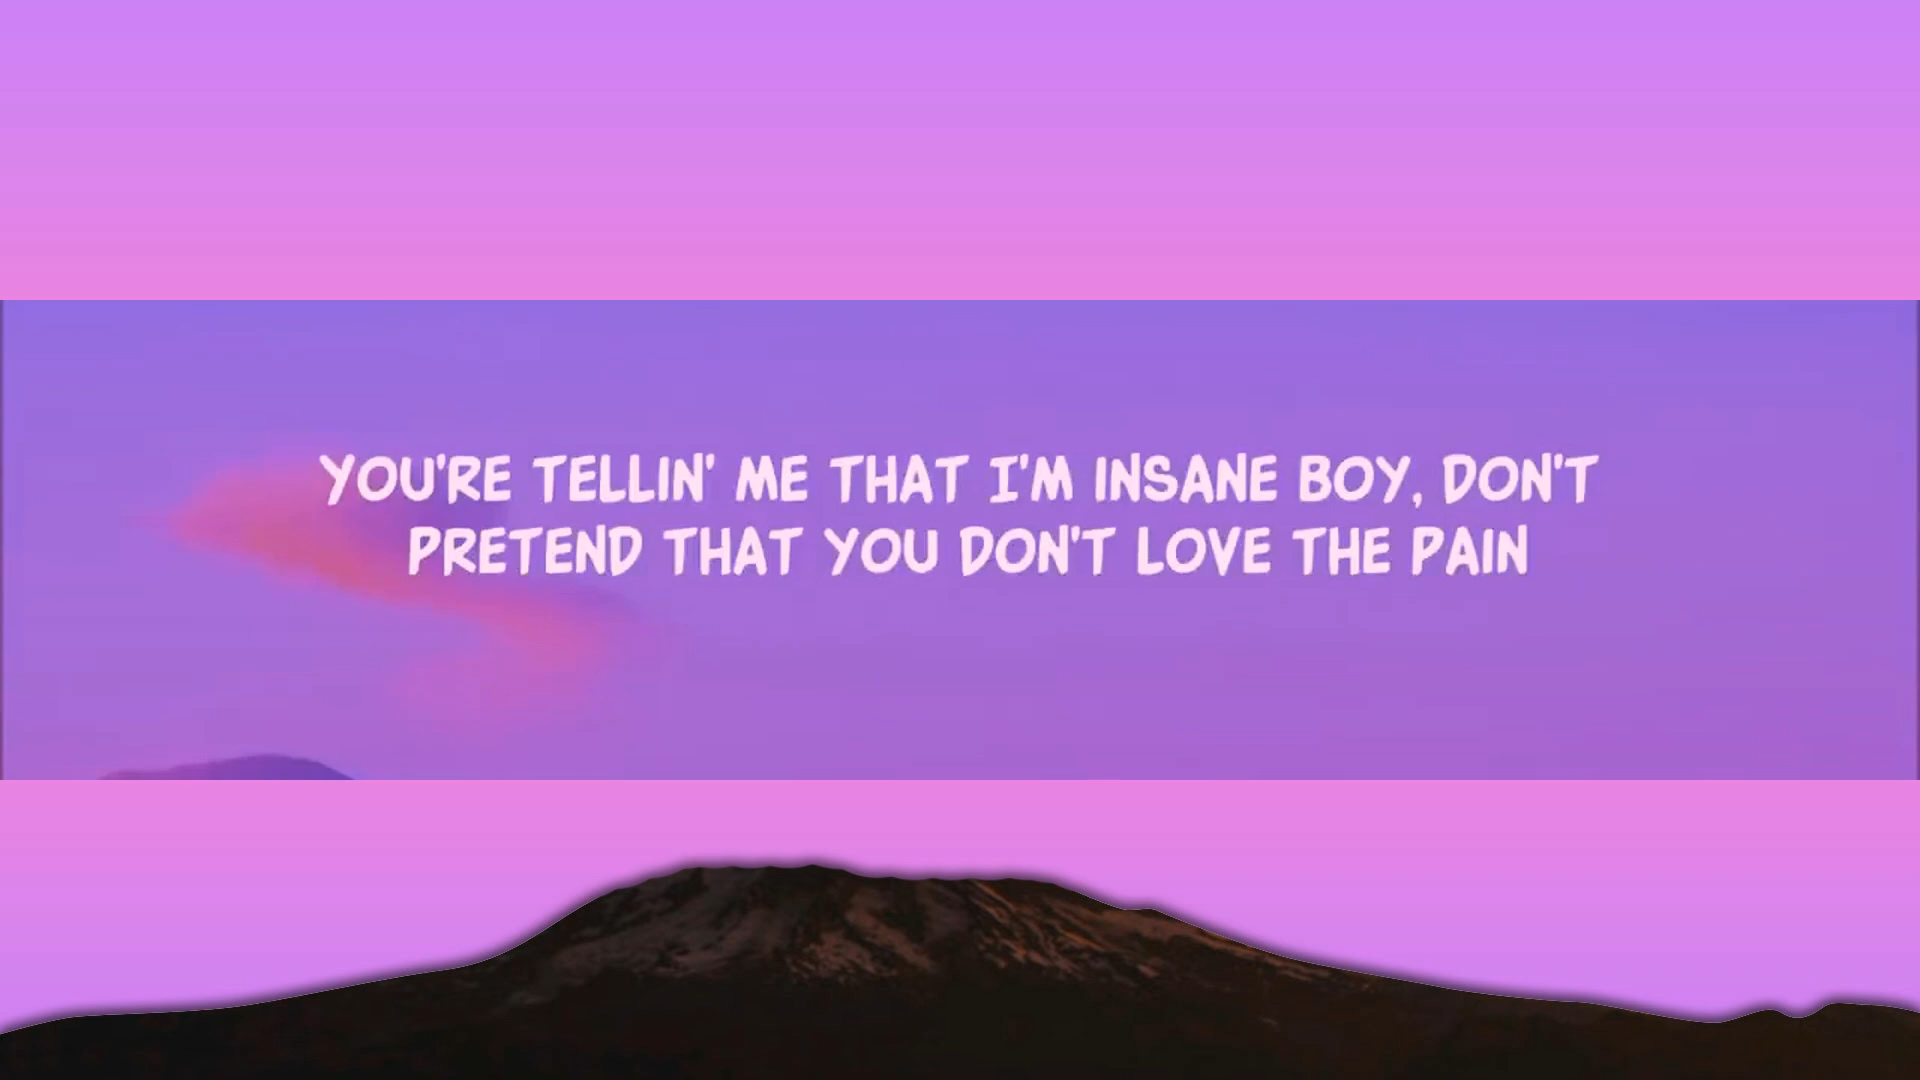 YOU'RE TELLIN' ME THAT I'M INSANE BOY, DON'T
PRETEND THAT YOU DON'T LOVE THE PAIN